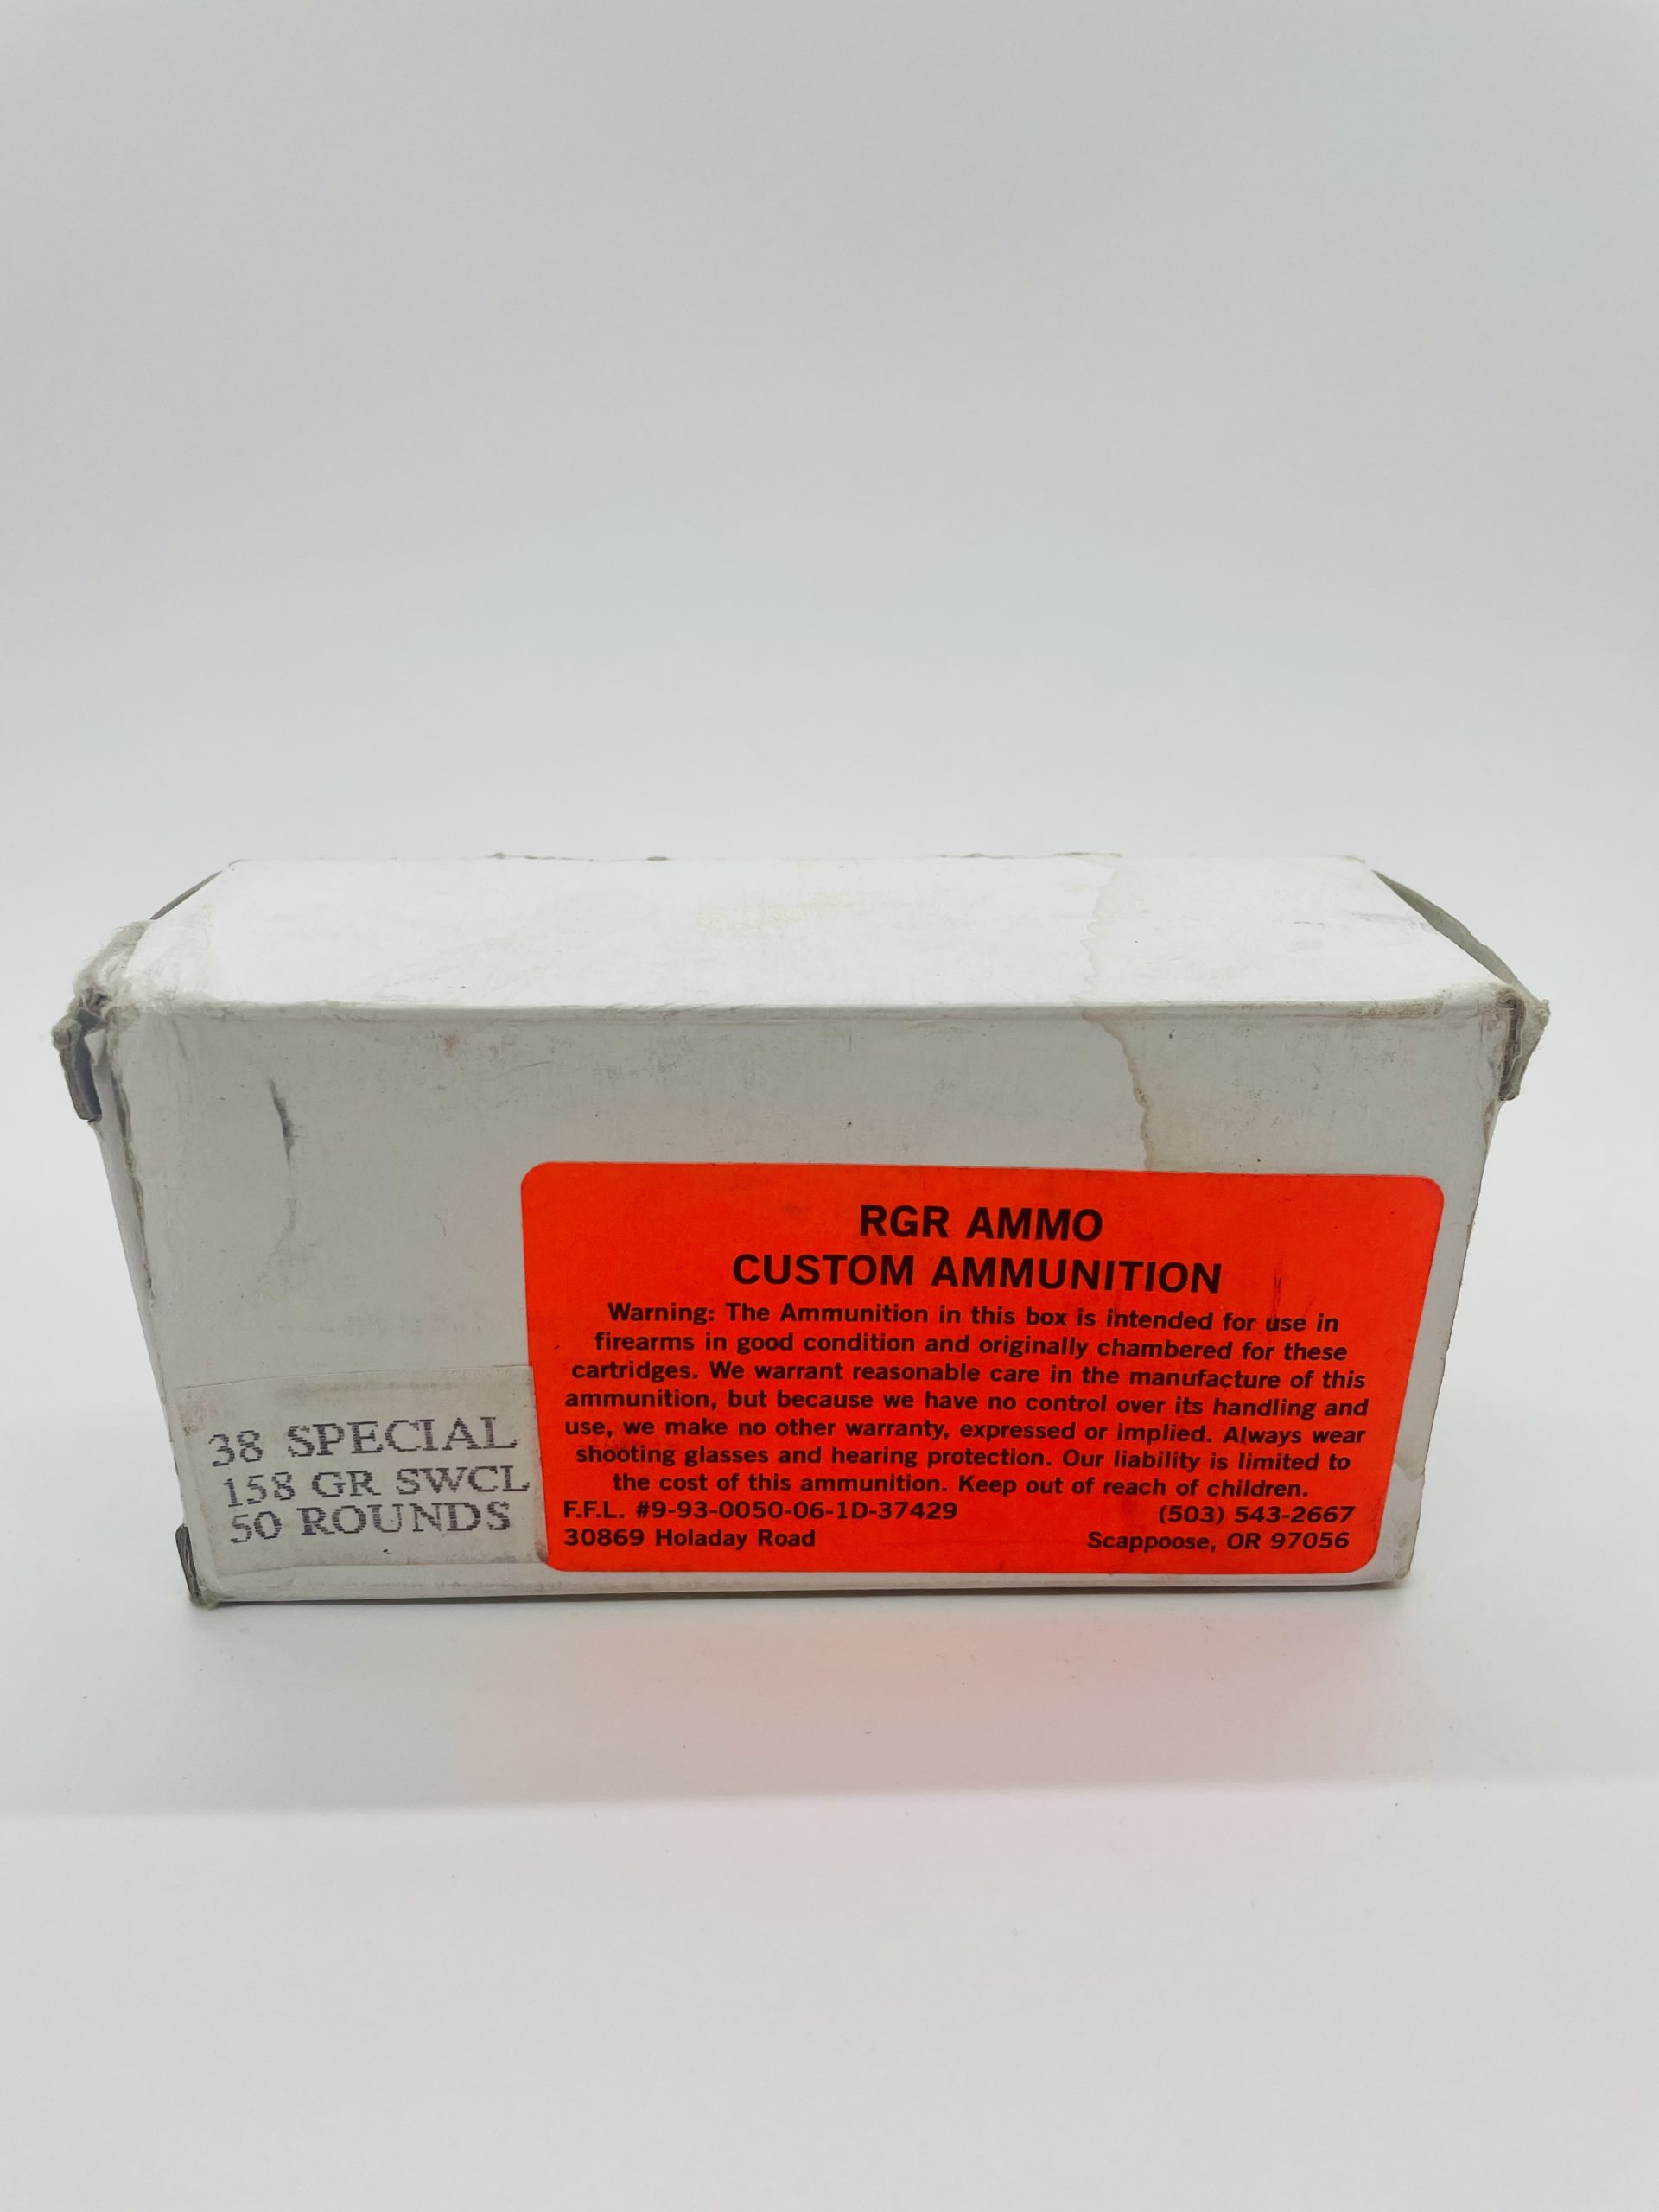 RGR AMMO
CUSTOM AMMUNITION
Warning: The Ammunition in this box is intended for use in
firearms in good condition and originally chambered for these
cartridges. We warrant reasonable care in the manufacture of this
ammunition, but because we have no control over its handling and
use, we make no other warranty, expressed or implied. Always wear
shooting glasses and hearing protection. Our liability is limited to
the cost of this ammunition. Keep out of reach of children.
F.F.L. #9-93-0050-06-1D-37429 (503) 543-2667
30869 Holaday Road Scappoose, OR 97056
38 SPECIAL
158 GR SWCL
50 ROUNDS